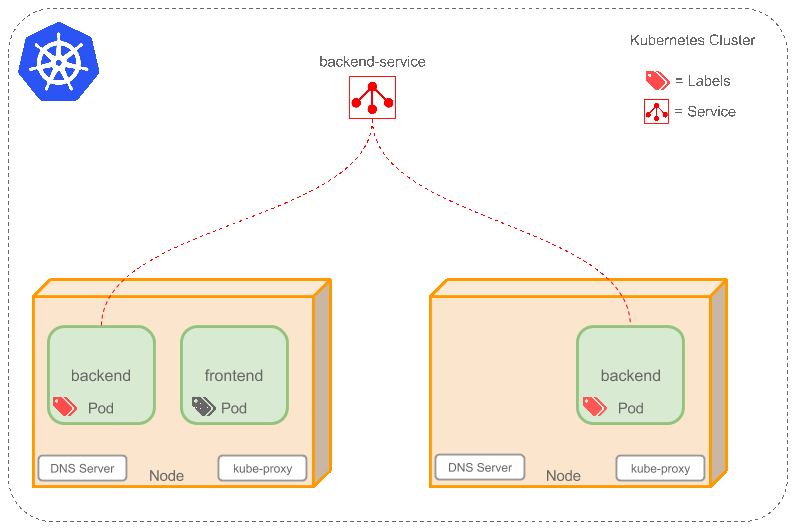 Kubernetes Cluster
backend-service
= Labels
= Service
backend
Pod
frontend
Pod
DNS Server
Node
kube-proxy
backend
Pod
DNS Server
Node
kube-proxy